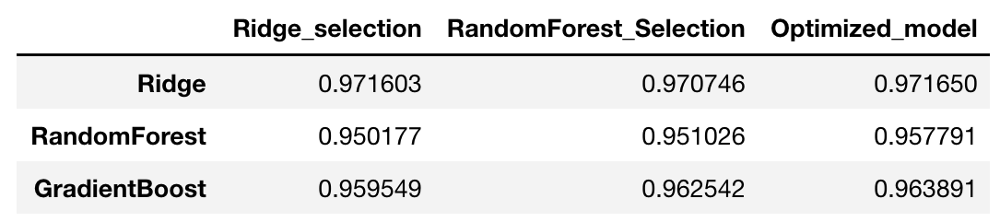 Ridge_selection RandomForest_Selection Optimized_model
Ridge 0.971603 0.970746 0.971650
RandomForest 0.950177 0.951026 0.957791
GradientBoost 0.959549 0.962542 0.963891